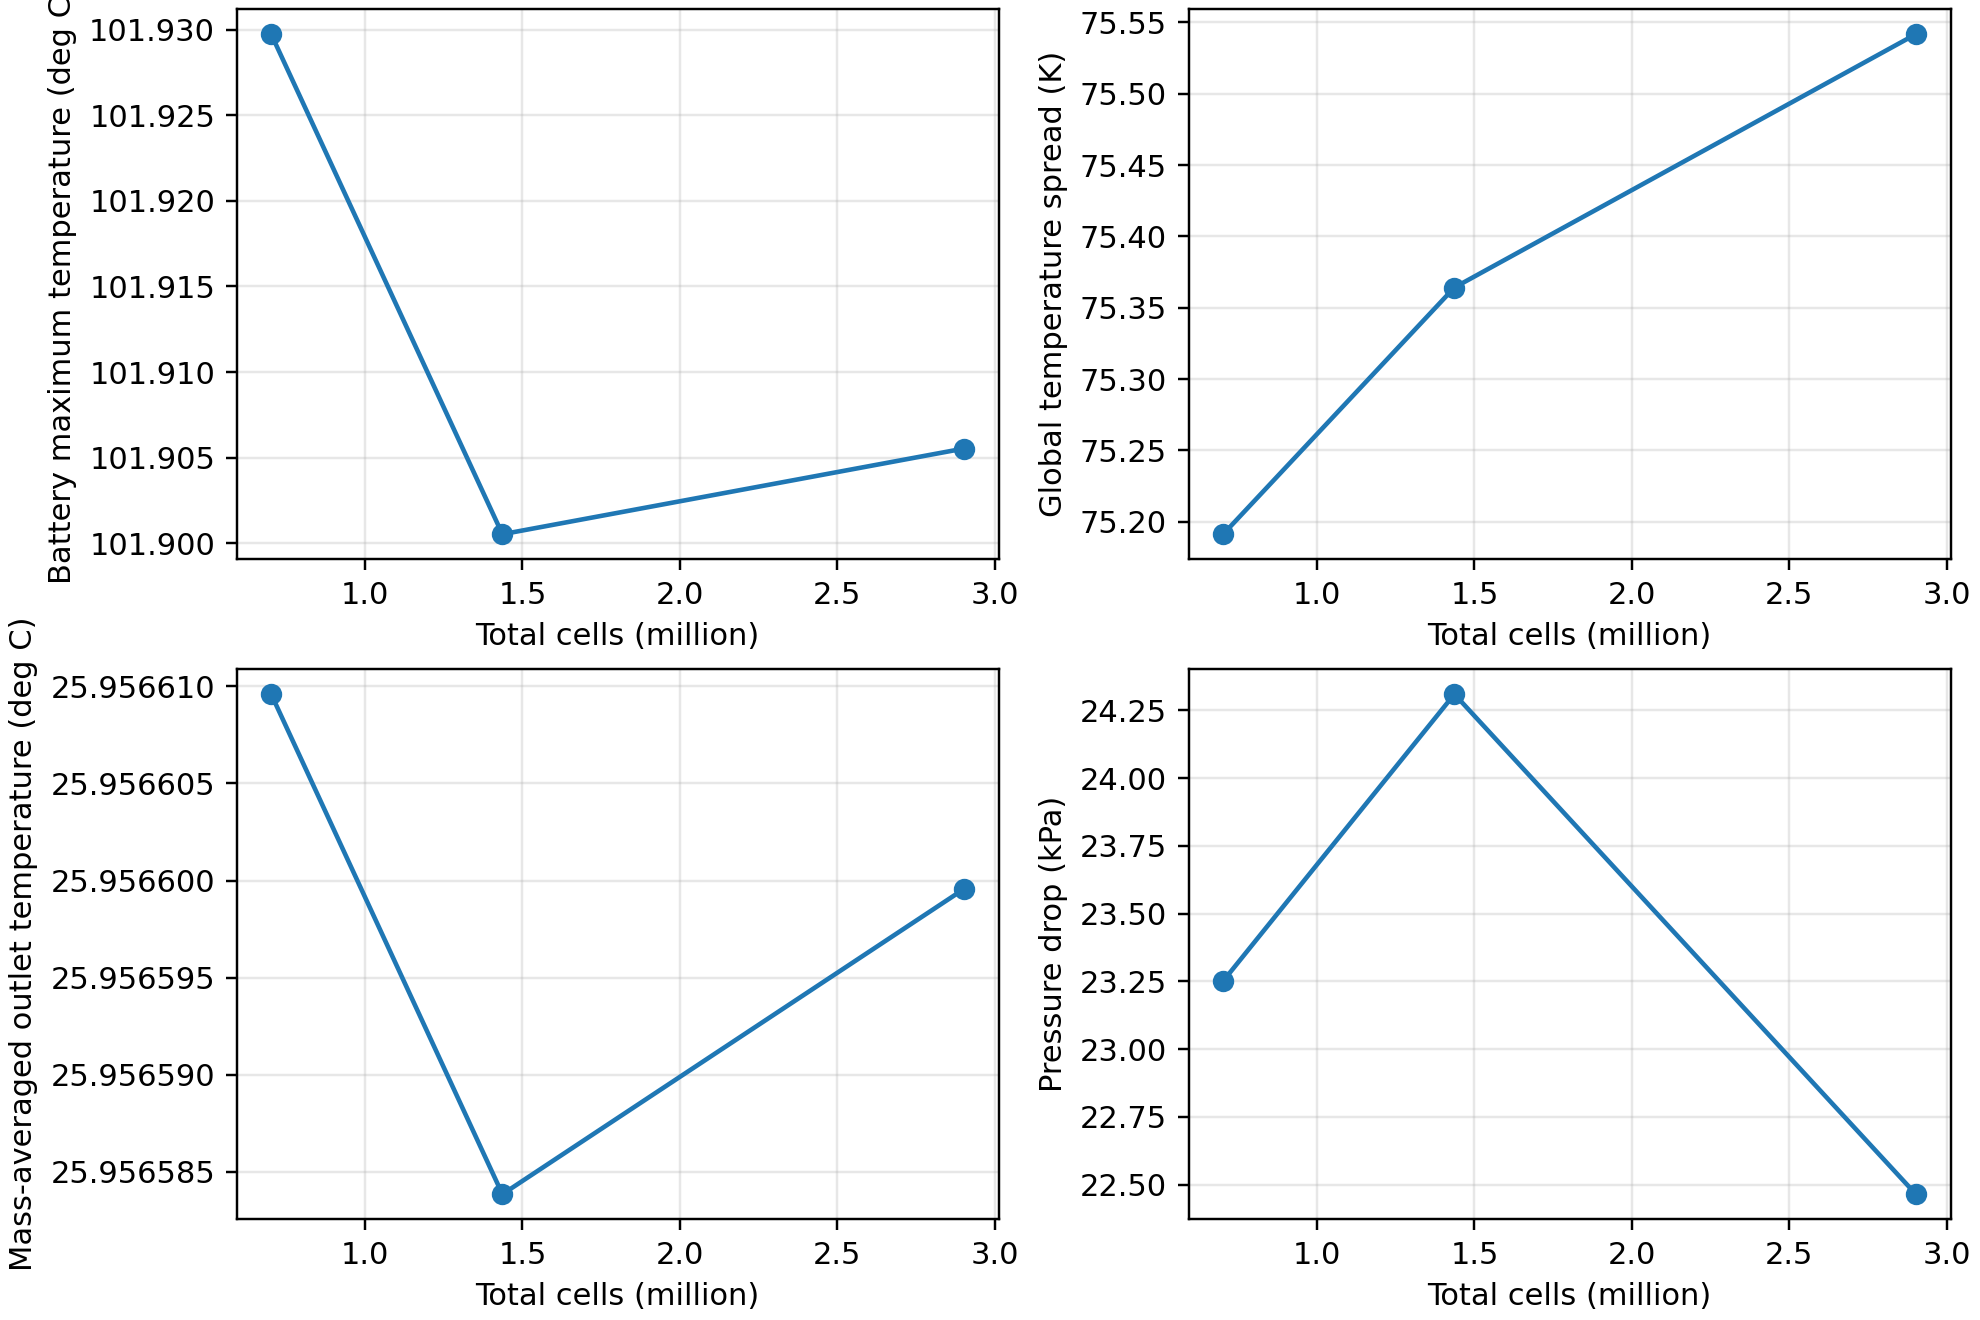 Battery maximum temperature (deg C
101.930
101.925
101.920
101.915
101.910
101.905
101.900
1.0 1.5 2.0 2.5 3.0
Total cells (million)
Global temperature spread (K)
75.55
75.50
75.45
75.40
75.35
75.30
75.25
75.20
1.0 1.5 2.0 2.5 3.0
Total cells (million)
Mass-averaged outlet temperature (deg C)
25.956610
25.956605
25.956600
25.956595
25.956590
25.956585
1.0 1.5 2.0 2.5 3.0
Total cells (million)
Pressure drop (kPa)
24.25
24.00
23.75
23.50
23.25
23.00
22.75
22.50
1.0 1.5 2.0 2.5 3.0
Total cells (million)